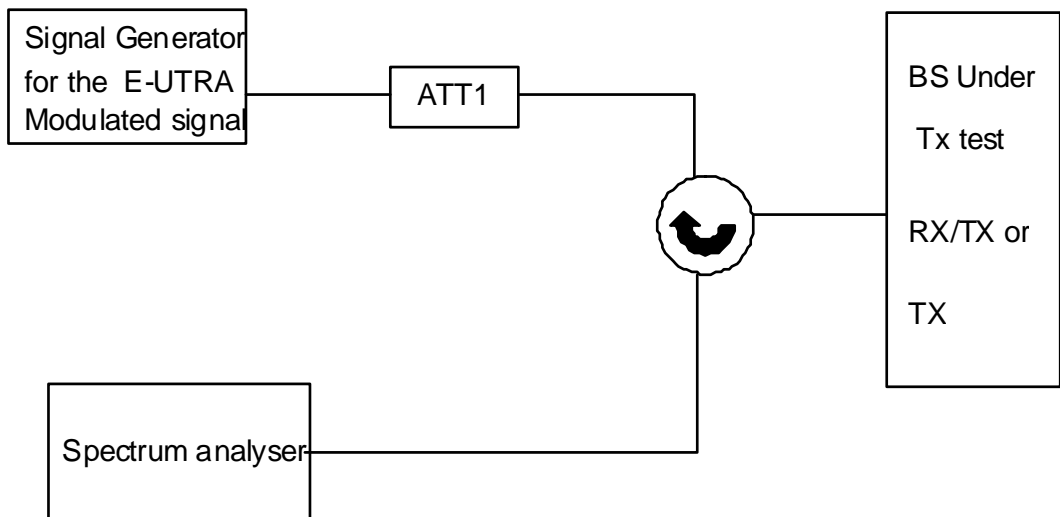 Signal Generator
for the E-UTRA
Modulated signal
ATT1
BS Under
Tx test
RX/TX or
TX
Spectrum analyser